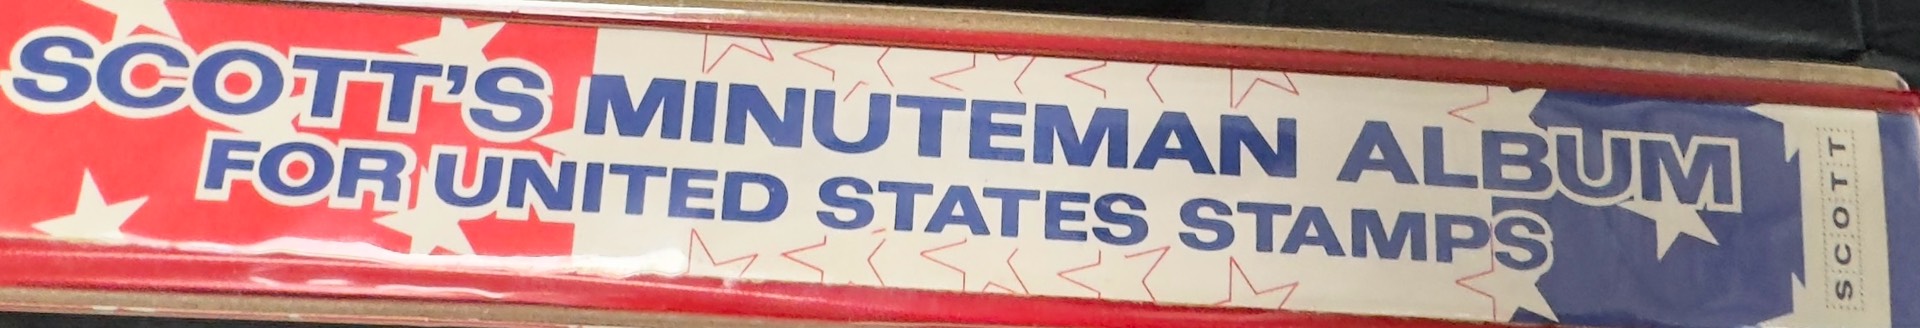 SCOTT'S MINUTEMAN ALBUM
FOR UNITED STATES STAMPS
SCOTT